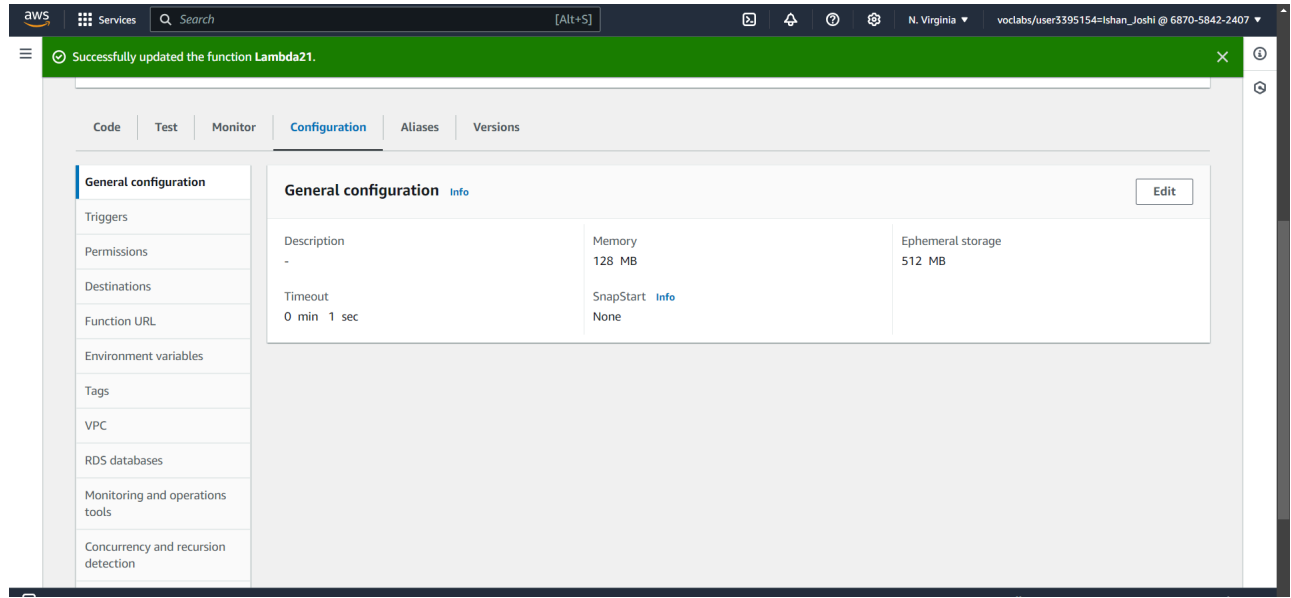 aws
Services
Search
[Alt+S]
N. Virginia ▼
voclabs/user3395154=Ishan_Joshi @ 6870-5842-2407 ▼
Successfully updated the function Lambda21.
Code
Test
Monitor
Configuration
Aliases
Versions
General configuration
Triggers
Permissions
Destinations
Function URL
Environment variables
Tags
VPC
RDS databases
Monitoring and operations
tools
Concurrency and recursion
detection
General configuration Info
Edit
Description
-
Memory
128 MB
Ephemeral storage
512 MB
Timeout
0 min 1 sec
SnapStart Info
None